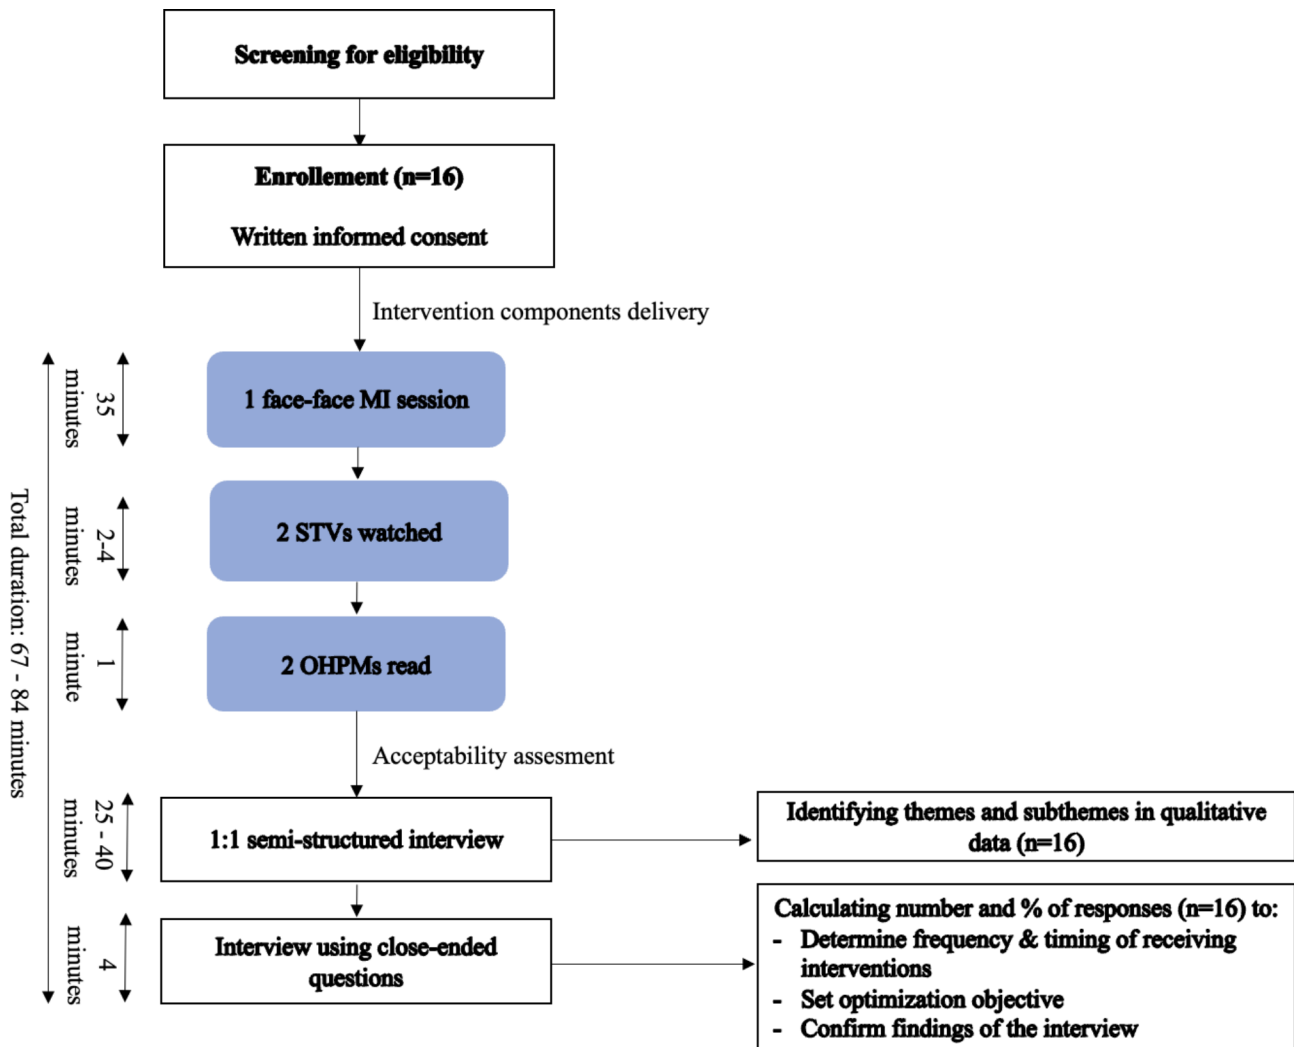 Screening for eligibility
Enrollement (n=16)
Written informed consent
Intervention components delivery
Total duration: 67 - 84 minutes
35
minutes
1 face-face MI session
2-4
minutes
2 STVs watched
1
minute
2 OHPMs read
Acceptability assesment
25 - 40
minutes
1:1 semi-structured interview
Identifying themes and subthemes in qualitative
data (n=16)
4
minutes
Interview using close-ended
questions
Calculating number and % of responses (n=16) to:
- Determine frequency & timing of receiving
interventions
- Set optimization objective
- Confirm findings of the interview